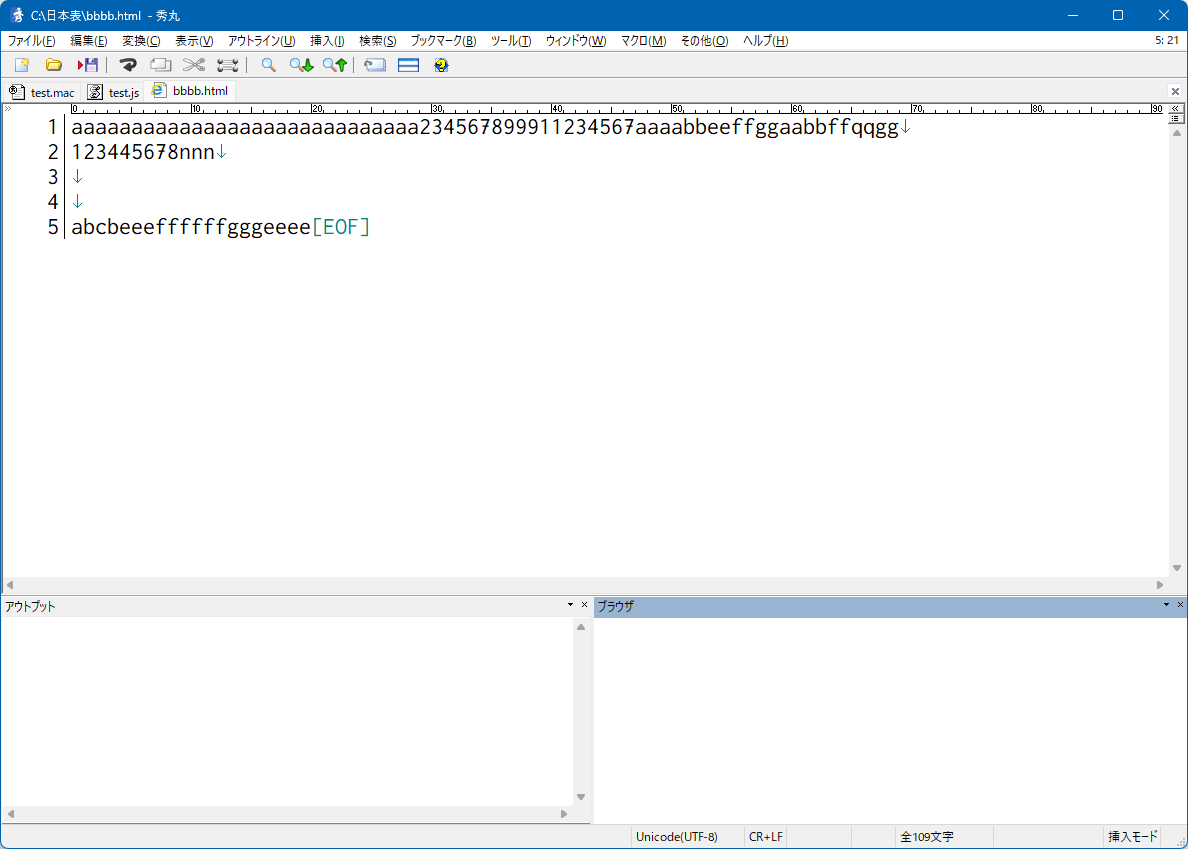 C:\日本表\bbbb.html - 秀丸
ファイル(F) 編集(E) 変換(C) 表示(V) アウトライン(U) 挿入(I) 検索(S) ブックマーク(B) ツール(T) ウィンドウ(W) マクロ(M) その他(O) ヘルプ(H) 5: 21
test.mac test.js bbbb.html
0 10 20 30 40 50 60 70 80 90
1 aaaaaaaaaaaaaaaaaaaaaaaaaaaaa234567899911234567aaaabbeeffggaabbffqqgg↓
2 123445678nnn↓
3 ↓
4 ↓
5 abcbeeeffffffgggeeee[EOF]
アウトプット ブラウザ
Unicode(UTF-8) CR+LF 全109文字 挿入モード